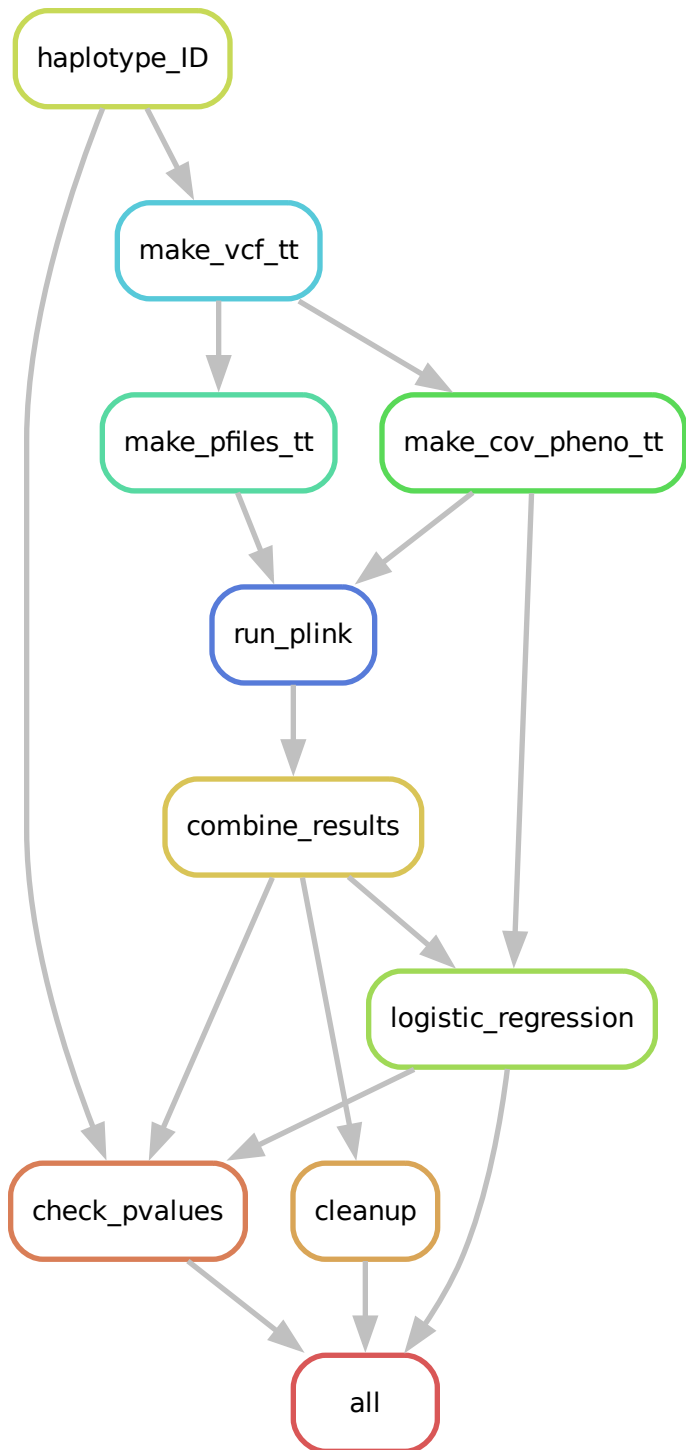 haplotype_ID
make_vcf_tt
make_pfiles_tt
make_cov_pheno_tt
run_plink
combine_results
logistic_regression
check_pvalues
cleanup
all